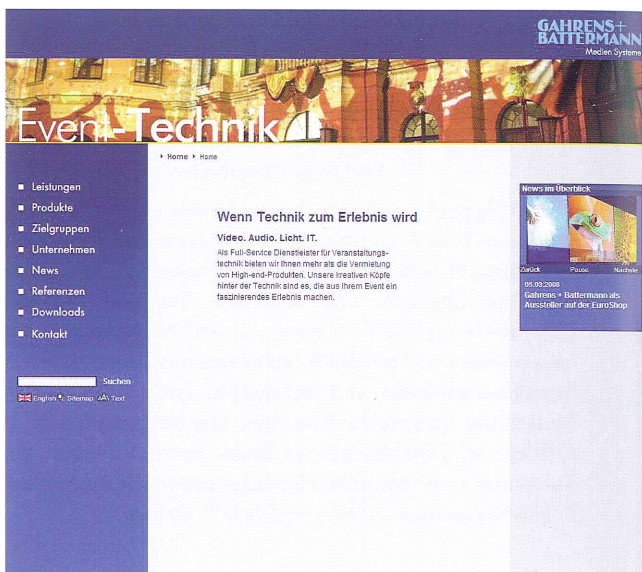 GAHRENS+
BATTERMANN
Medien Systeme
Event-Technik
Home Home
Leistungen
Produkte
Zielgruppen
Unternehmen
News
Referenzen
Downloads
Kontakt
Suchen
English Sitemap AAA Text
Wenn Technik zum Erlebnis wird
Video. Audio. Licht. IT.
Als Full-Service Dienstleister für Veranstaltungs-
technik bieten wir Ihnen mehr als die Vermietung
von High-end-Produkten. Unsere kreativen Köpfe
hinter der Technik sind es, die aus Ihrem Event ein
faszinierendes Erlebnis machen.
News im Überblick
Zurück Pause Nächste
05.03.2008
Gahrens + Battermann als
Aussteller auf der EuroShop